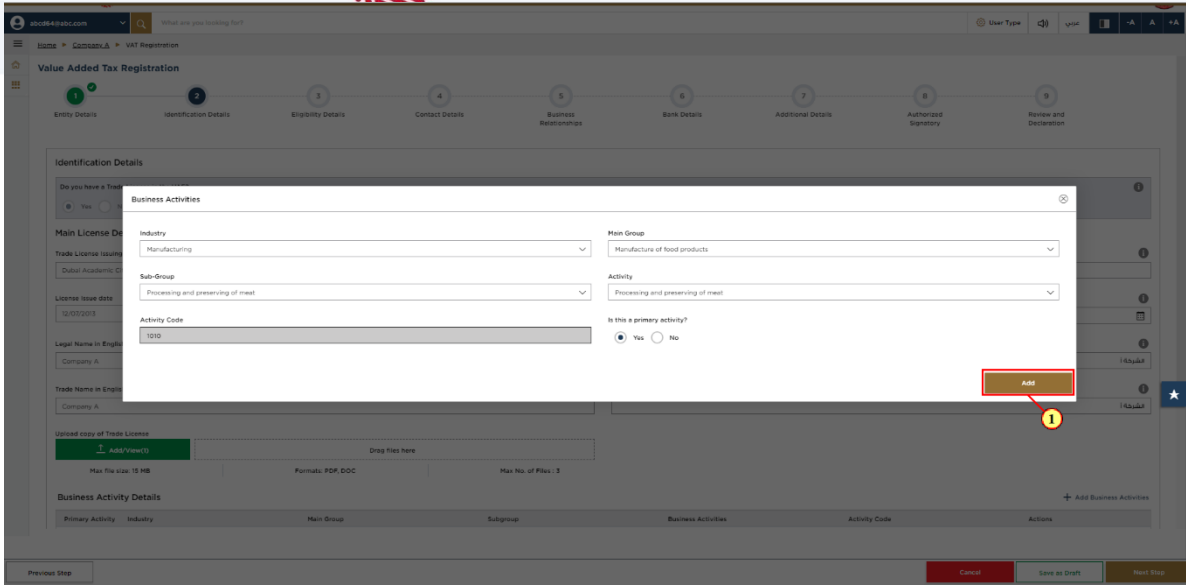 abcd64@abc.com
What are you looking for?
User Type
عربي
-A A +A
Home Company A VAT Registration
Value Added Tax Registration
1 2 3 4 5 6 7 8 9
Entity Details Identification Details Eligibility Details Contact Details Business Relationships Bank Details Additional Details Authorized Signatory Review and Declaration
Identification Details
Do you have a Trade
Yes
Business Activities
Main License De
Industry Main Group
Manufacturing Manufacture of food products
Trade License Issuing
Dubai Academic Ci
Sub-Group Activity
Processing and preserving of meat Processing and preserving of meat
License issue date
12/07/2013
Activity Code Is this a primary activity?
1010 Yes No
Legal Name in Englis
Company A الشركة أ
Add
Trade Name in Englis
Company A الشركة أ
1
Upload copy of Trade License
Add/View(1) Drag files here
Max file size: 15 MB Formats: PDF, DOC Max No. of Files : 3
Business Activity Details + Add Business Activities
Primary Activity Industry Main Group Subgroup Business Activities Activity Code Actions
Previous Step Cancel Save as Draft Next Step